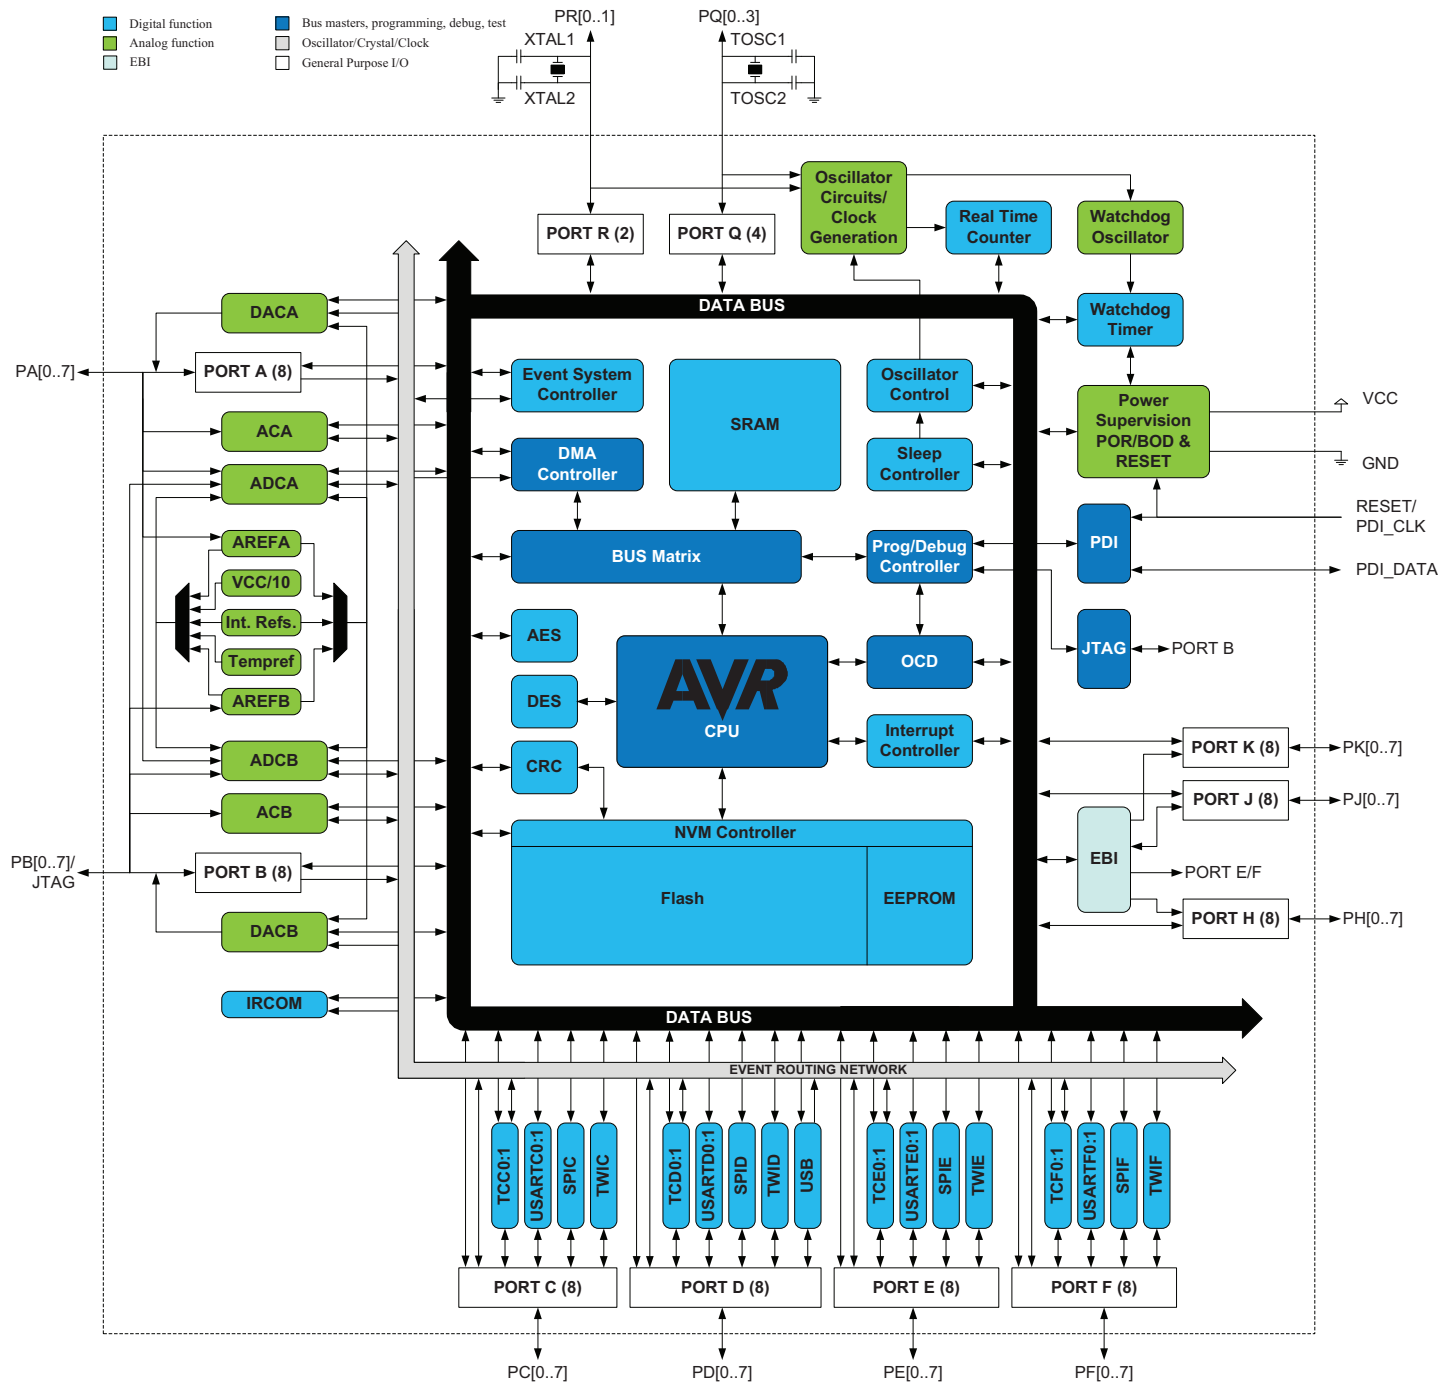 Digital function
Analog function
EBI
Bus masters, programming, debug, test
Oscillator/Crystal/Clock
General Purpose I/O
PR[0..1]
PQ[0..3]
XTAL1
TOSC1
XTAL2
TOSC2
Oscillator
Circuits/
Clock
Generation
Real Time
Counter
Watchdog
Oscillator
PORT R (2)
PORT Q (4)
DATA BUS
Watchdog
Timer
DACA
PA[0..7]
PORT A (8)
Event System
Controller
SRAM
Oscillator
Control
Power
Supervision
POR/BOD &
RESET
VCC
GND
ACA
DMA
Controller
Sleep
Controller
ADCA
RESET/
PDI_CLK
PDI
PDI_DATA
AREFA
BUS Matrix
Prog/Debug
Controller
VCC/10
Int. Refs.
Tempref
AREFB
AES
AVR
CPU
OCD
JTAG
PORT B
DES
Interrupt
Controller
PORT K (8)
PK[0..7]
ADCB
CRC
PORT J (8)
PJ[0..7]
ACB
NVM Controller
EBI
PB[0..7]/
JTAG
PORT B (8)
Flash
EEPROM
PORT E/F
PORT H (8)
PH[0..7]
DACB
IRCOM
DATA BUS
EVENT ROUTING NETWORK
TCC0:1
USARTC0:1
SPIC
TWIC
TCD0:1
USARTD0:1
SPID
TWID
USB
TCE0:1
USARTE0:1
SPIE
TWIE
TCF0:1
USARTF0:1
SPIF
TWIF
PORT C (8)
PORT D (8)
PORT E (8)
PORT F (8)
PC[0..7]
PD[0..7]
PE[0..7]
PF[0..7]